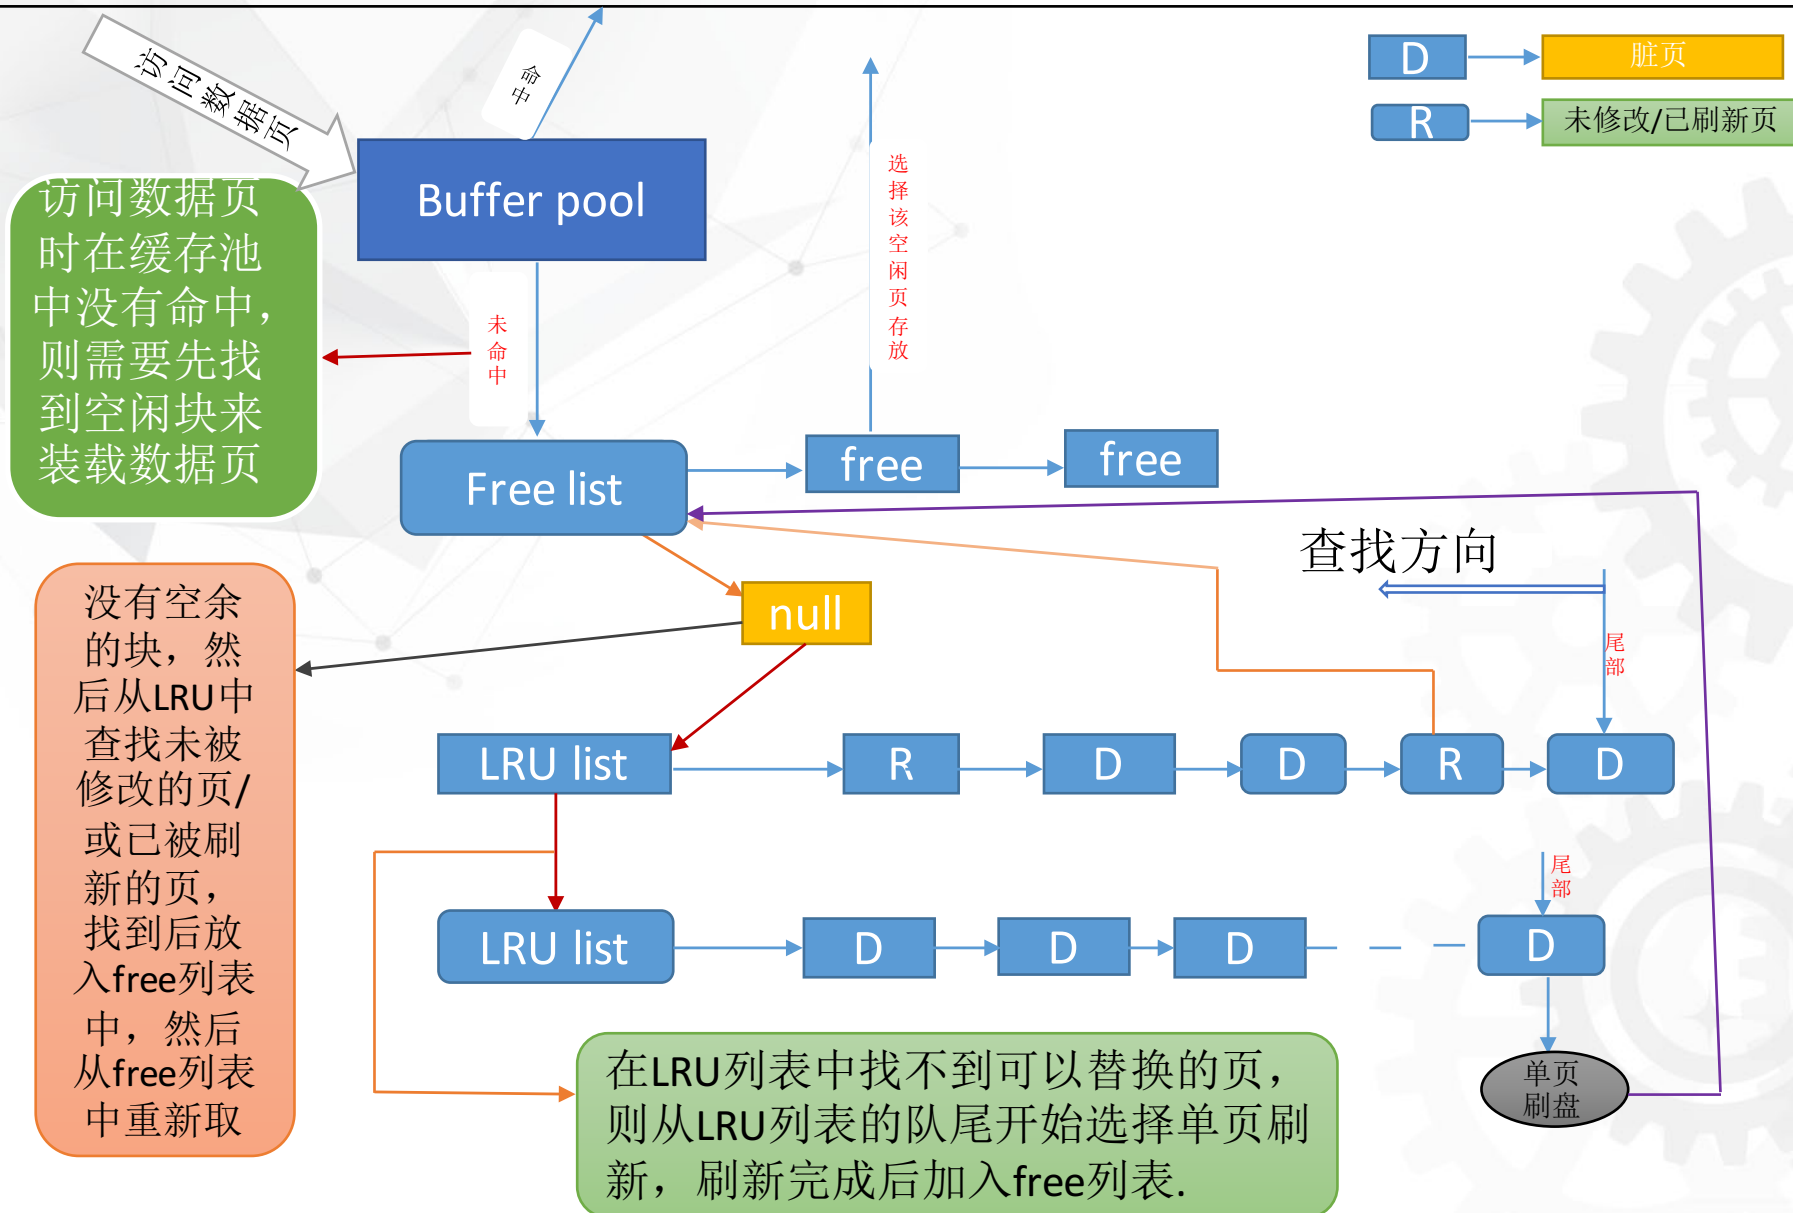 访问数据页
命
中
D
脏页
R
未修改/已刷新页
Buffer pool
访问数据页
时在缓存池
中没有命中，
则需要先找
到空闲块来
装载数据页
选
择
该
空
闲
页
存
放
未
命
中
Free list
free
free
查找方向
null
没有空余
的块，然
后从LRU中
查找未被
修改的页/
或已被刷
新的页，
找到后放
入free列表
中，然后
从free列表
中重新取
尾
部
LRU list
R
D
D
R
D
尾
部
LRU list
D
D
D
D
在LRU列表中找不到可以替换的页，
则从LRU列表的队尾开始选择单页刷
新，刷新完成后加入free列表.
单页
刷盘